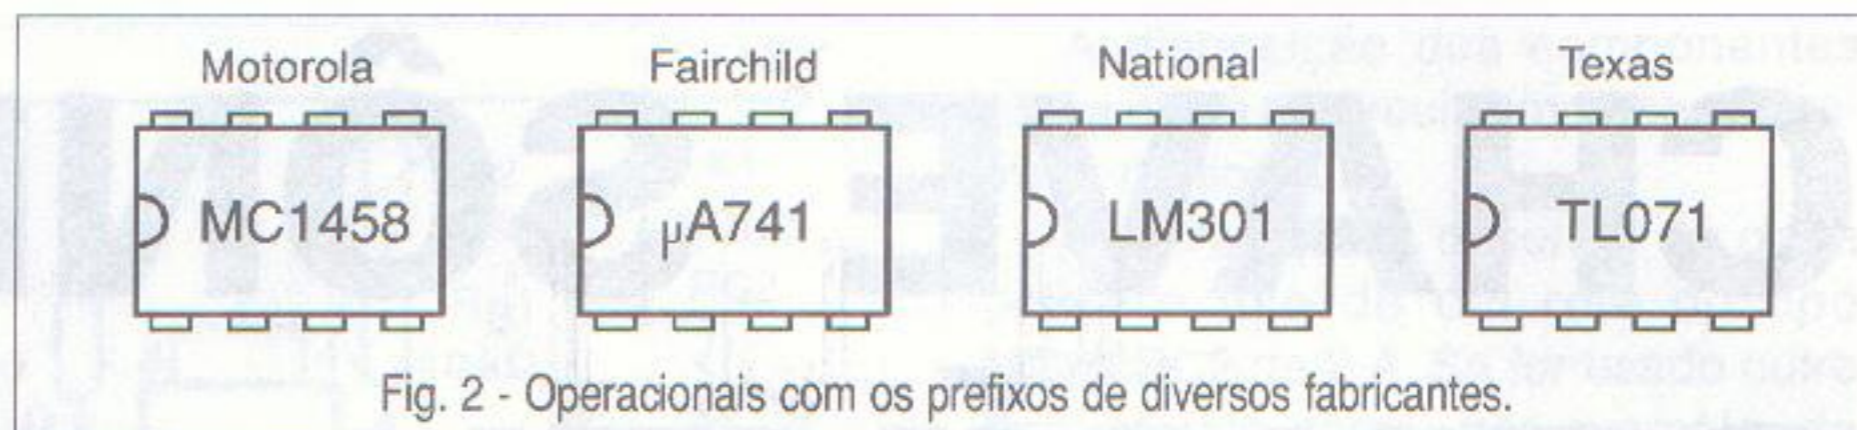 Motorola Fairchild National Texas
MC1458 µA741 LM301 TL071
Fig. 2 - Operacionais com os prefixos de diversos fabricantes.